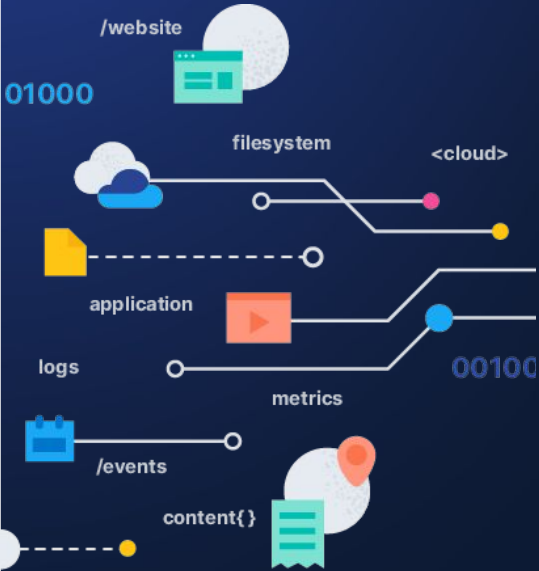 /website
01000
filesystem
<cloud>
application
logs
00100
metrics
/events
content{}